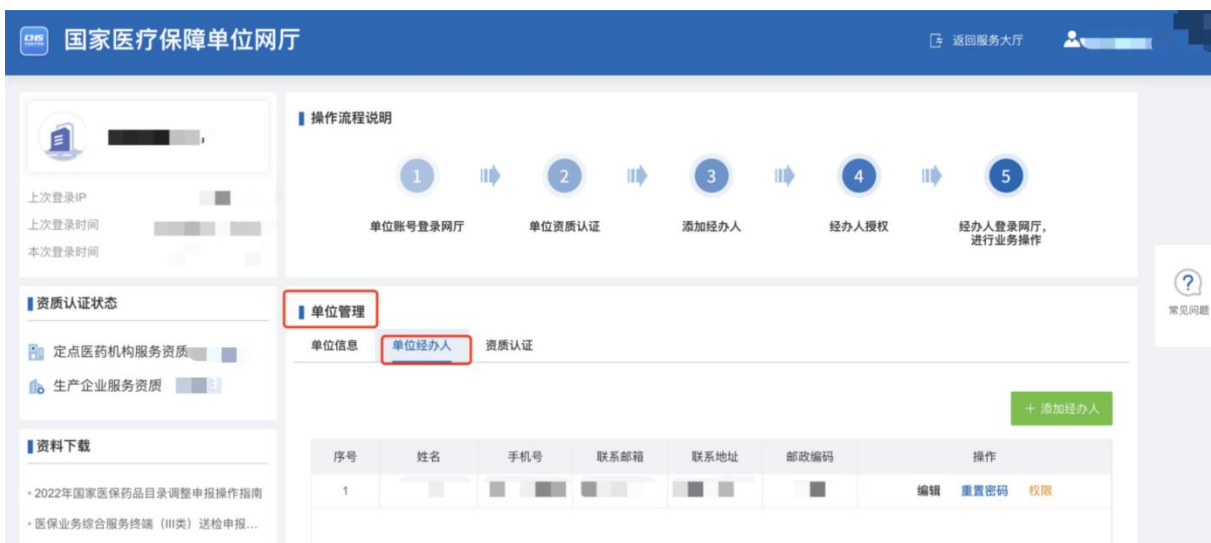 CHS 国家医疗保障单位网厅
返回服务大厅
上次登录IP
上次登录时间
本次登录时间
资质认证状态
定点医药机构服务资质
生产企业服务资质
资料下载
2022年国家医保药品目录调整申报操作指南
医保业务综合服务终端（III类）送检申报...
操作流程说明
1 2 3 4 5
单位账号登录网厅 单位资质认证 添加经办人 经办人授权 经办人登录网厅，
进行业务操作
单位管理
单位信息 单位经办人 资质认证
+ 添加经办人
序号 姓名 手机号 联系邮箱 联系地址 邮政编码 操作
1 编辑 重置密码 权限
?
常见问题